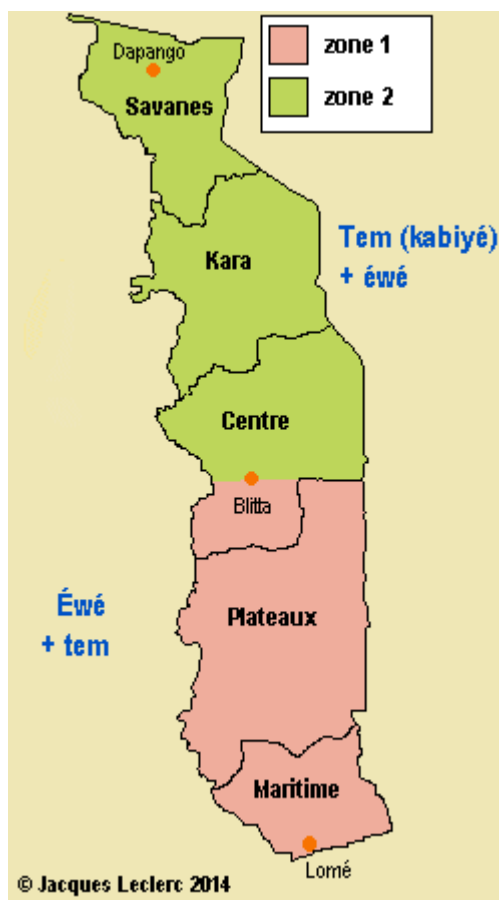 zone 1
zone 2
Dapango
Savanes
Kara
Tem (kabiyé)
+ éwé
Centre
Blitta
Éwé
+ tem
Plateaux
Maritime
Lomé
© Jacques Leclerc 2014